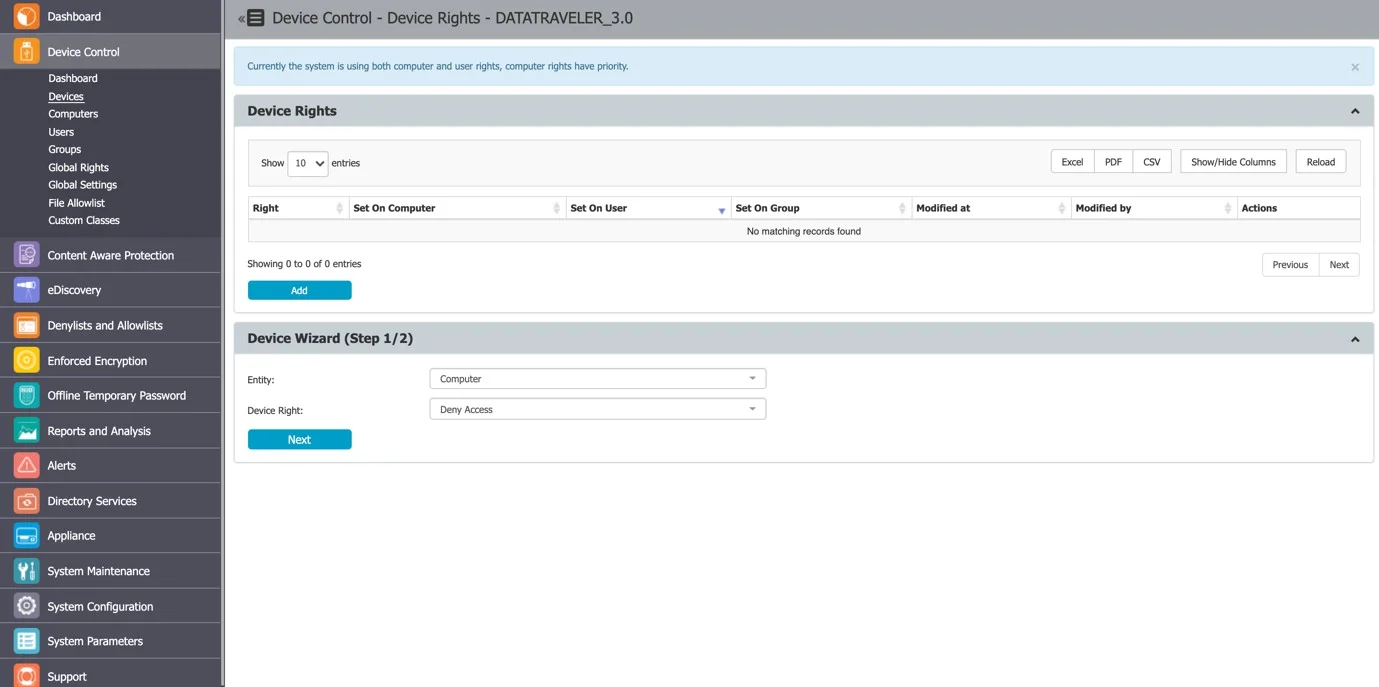 Dashboard
Device Control
Dashboard
Devices
Computers
Users
Groups
Global Rights
Global Settings
File Allowlist
Custom Classes
Content Aware Protection
eDiscovery
Denylists and Allowlists
Enforced Encryption
Offline Temporary Password
Reports and Analysis
Alerts
Directory Services
Appliance
System Maintenance
System Configuration
System Parameters
Support
« Device Control - Device Rights - DATATRAVELER_3.0
Currently the system is using both computer and user rights, computer rights have priority. ×
Device Rights
Show 10 entries Excel PDF CSV Show/Hide Columns Reload
Right Set On Computer Set On User Set On Group Modified at Modified by Actions
No matching records found
Showing 0 to 0 of 0 entries Previous Next
Add
Device Wizard (Step 1/2)
Entity: Computer
Device Right: Deny Access
Next